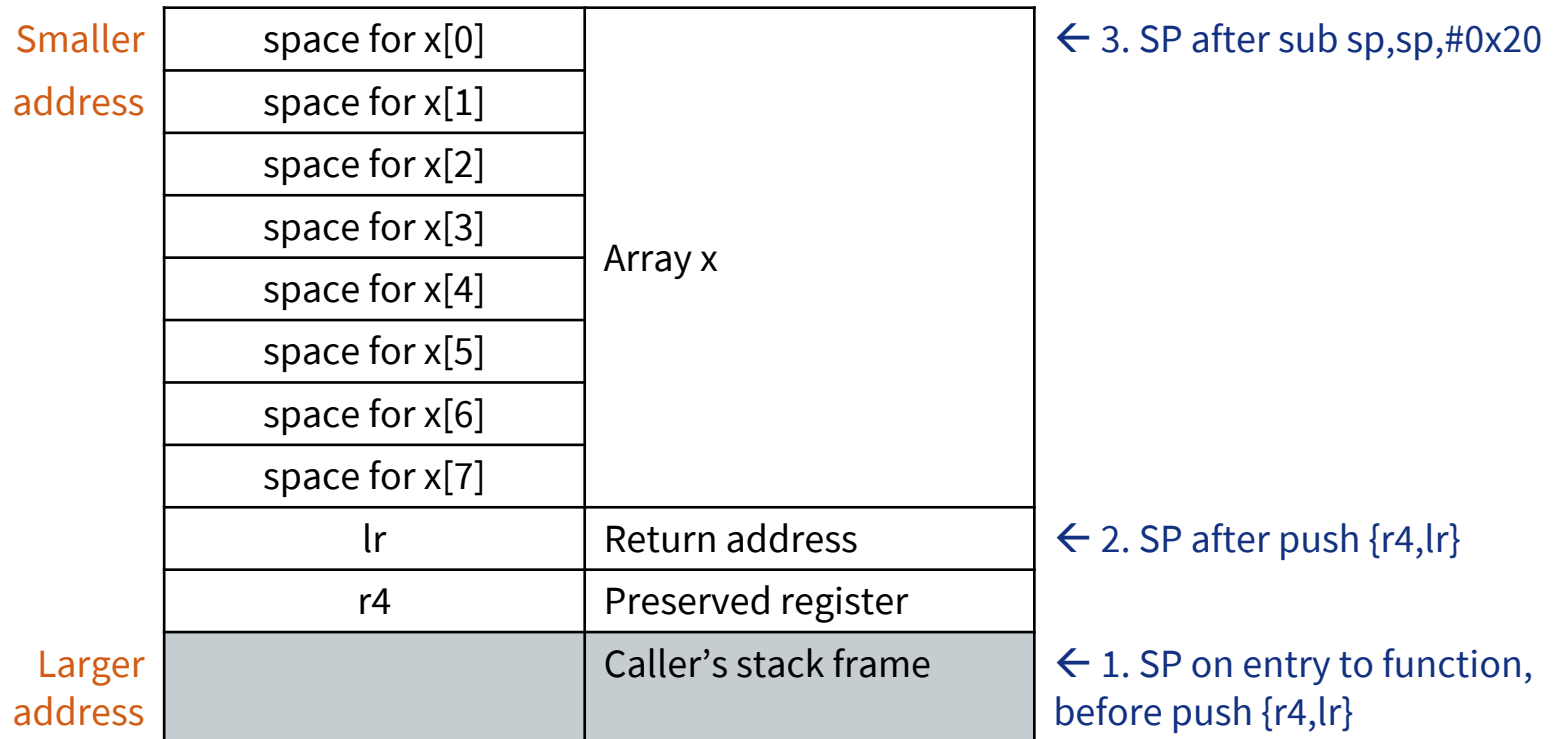 Smaller
address
space for x[0]
← 3. SP after sub sp,sp,#0x20
space for x[1]
space for x[2]
space for x[3]
Array x
space for x[4]
space for x[5]
space for x[6]
space for x[7]
lr
Return address
← 2. SP after push {r4,lr}
r4
Preserved register
Larger
address
Caller's stack frame
← 1. SP on entry to function,
before push {r4,lr}